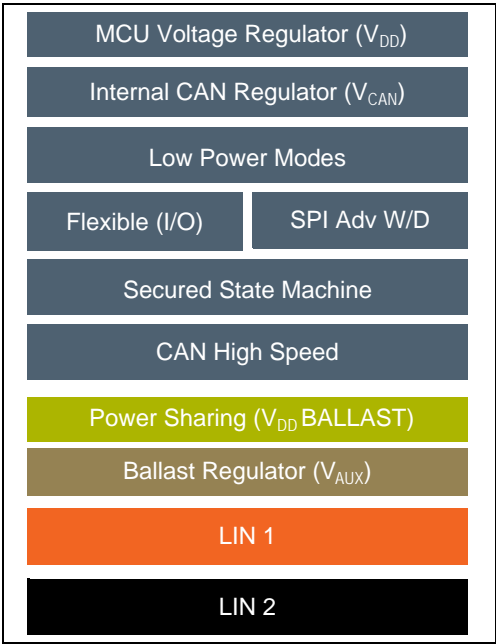 MCU Voltage Regulator (VDD)
Internal CAN Regulator (VCAN)
Low Power Modes
Flexible (I/O)
SPI Adv W/D
Secured State Machine
CAN High Speed
Power Sharing (VDD BALLAST)
Ballast Regulator (VAUX)
LIN 1
LIN 2